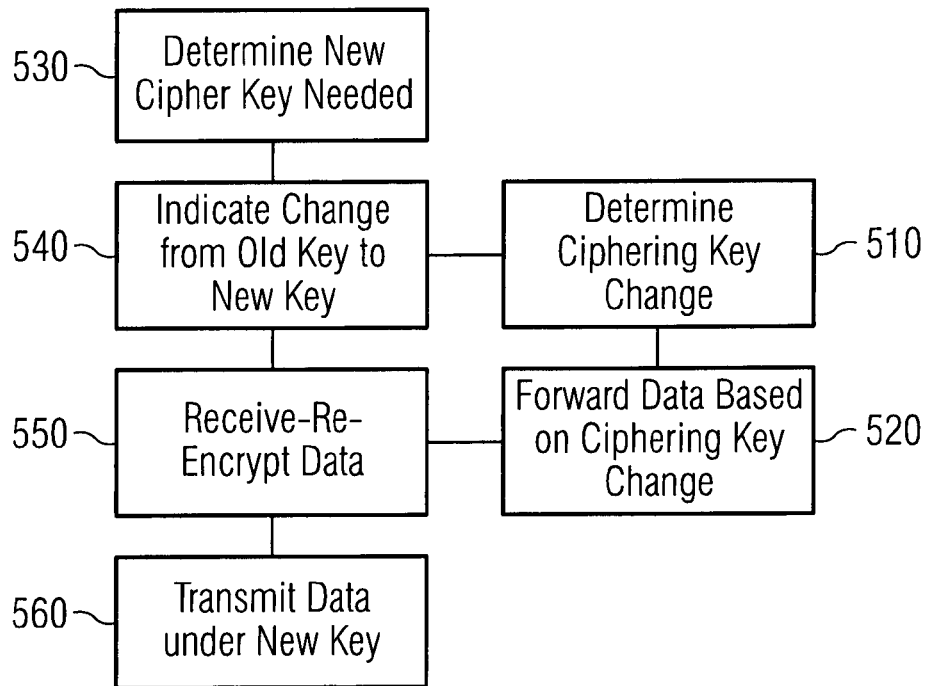 530
Determine New
Cipher Key Needed
540
Indicate Change
from Old Key to
New Key
Determine
Ciphering Key
Change
510
550
Receive-Re-
Encrypt Data
Forward Data Based
on Ciphering Key
Change
520
560
Transmit Data
under New Key